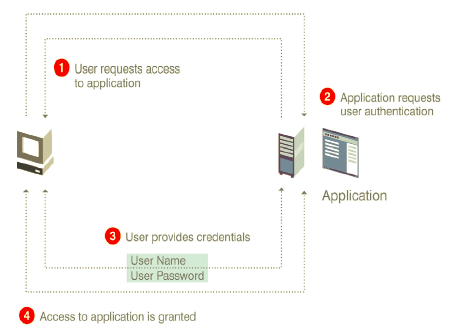 1 User requests access
to application
2 Application requests
user authentication
Application
3 User provides credentials
User Name
User Password
4 Access to application is granted